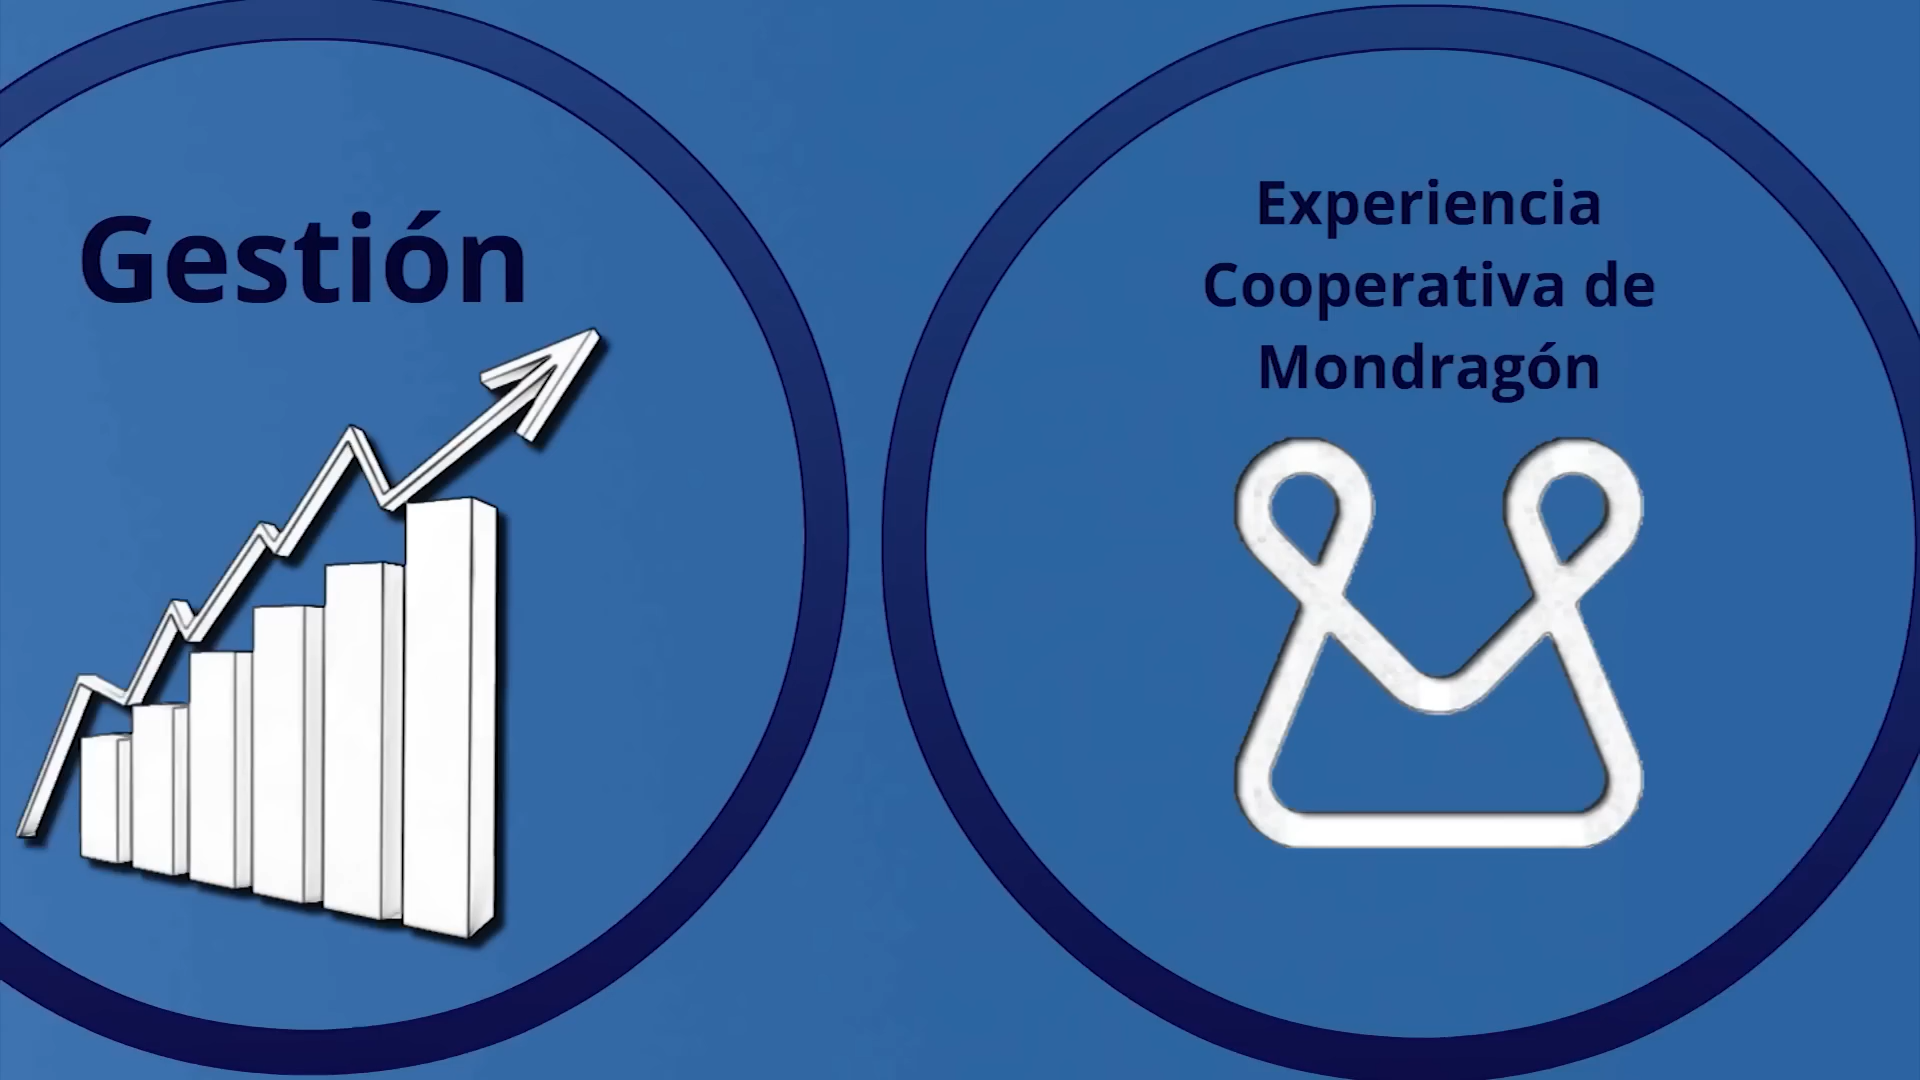 Gestión
Experiencia
Cooperativa de
Mondragón